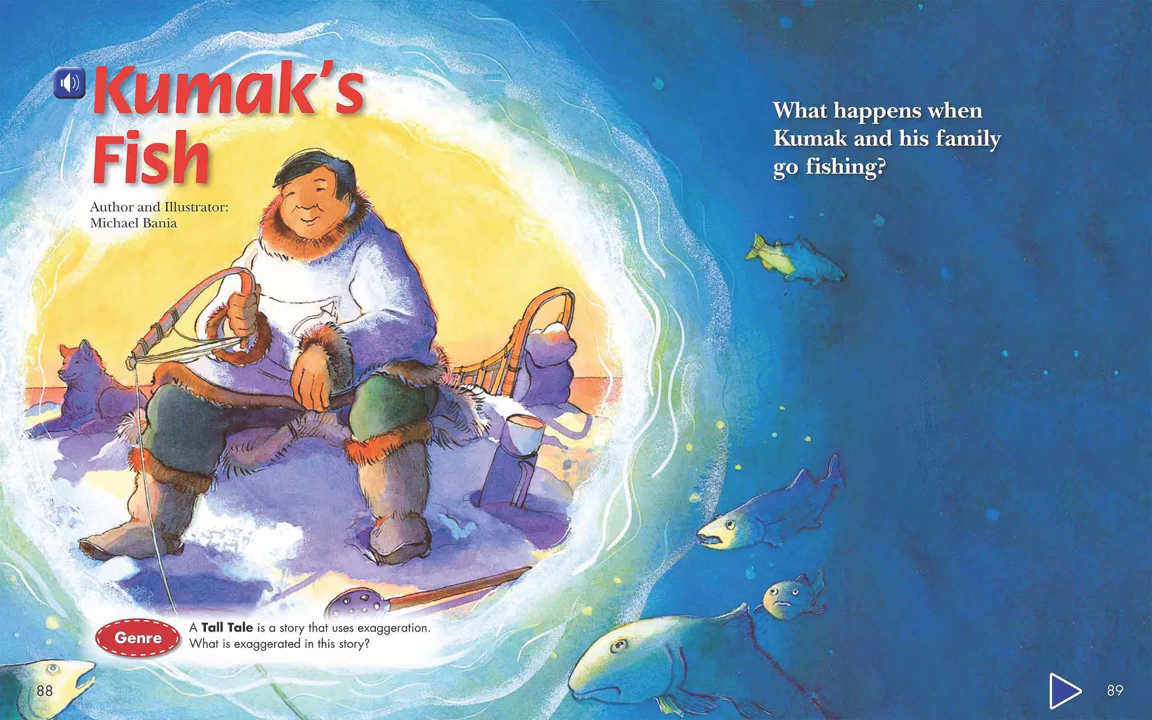 Kumak's
Fish
Author and Illustrator:
Michael Bania
Genre
A Tall Tale is a story that uses exaggeration.
What is exaggerated in this story?
88
What happens when
Kumak and his family
go fishing?
89